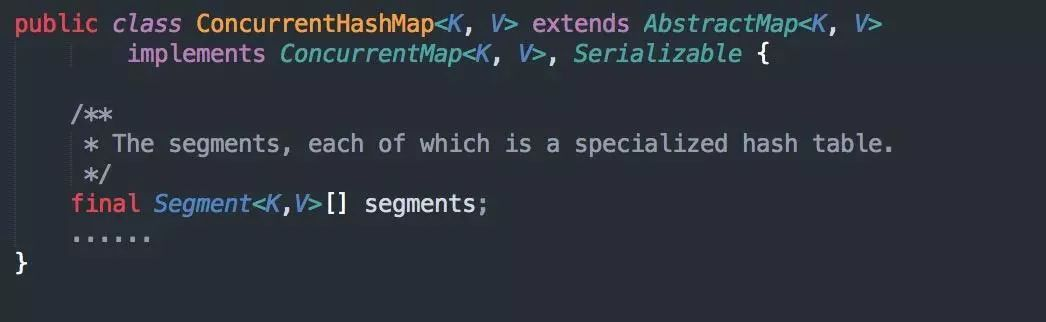 public class ConcurrentHashMap<K, V> extends AbstractMap<K, V>
        implements ConcurrentMap<K, V>, Serializable {

    /**
     * The segments, each of which is a specialized hash table.
     */
    final Segment<K,V>[] segments;
    ......
}